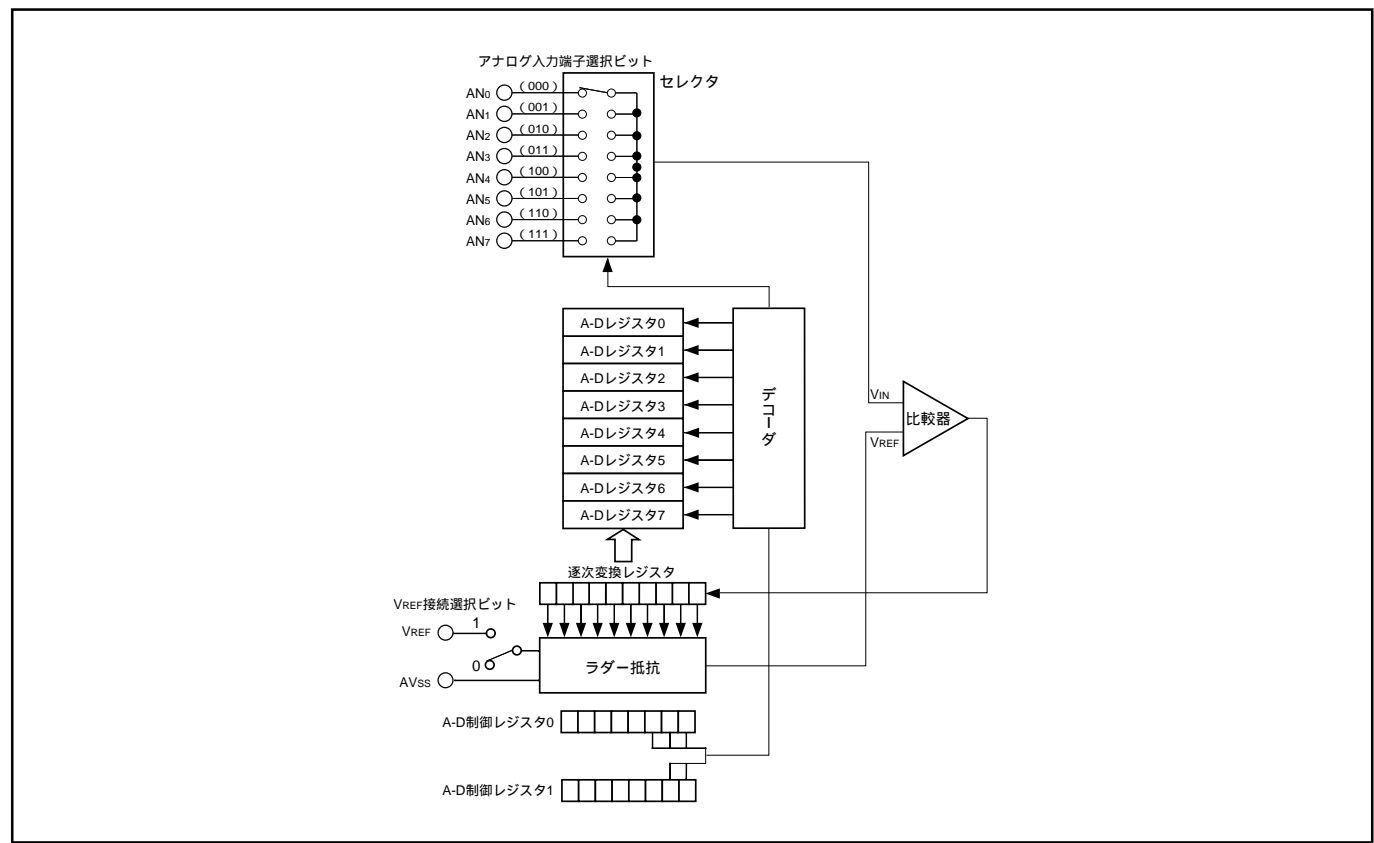 アナログ入力端子選択ビット
セレクタ
AN0 (000)
AN1 (001)
AN2 (010)
AN3 (011)
AN4 (100)
AN5 (101)
AN6 (110)
AN7 (111)
A-Dレジスタ0
A-Dレジスタ1
A-Dレジスタ2
A-Dレジスタ3
A-Dレジスタ4
A-Dレジスタ5
A-Dレジスタ6
A-Dレジスタ7
デコーダ
VIN
比較器
VREF
逐次変換レジスタ
VREF接続選択ビット
VREF
1
0
AVSS
ラダー抵抗
A-D制御レジスタ0
A-D制御レジスタ1